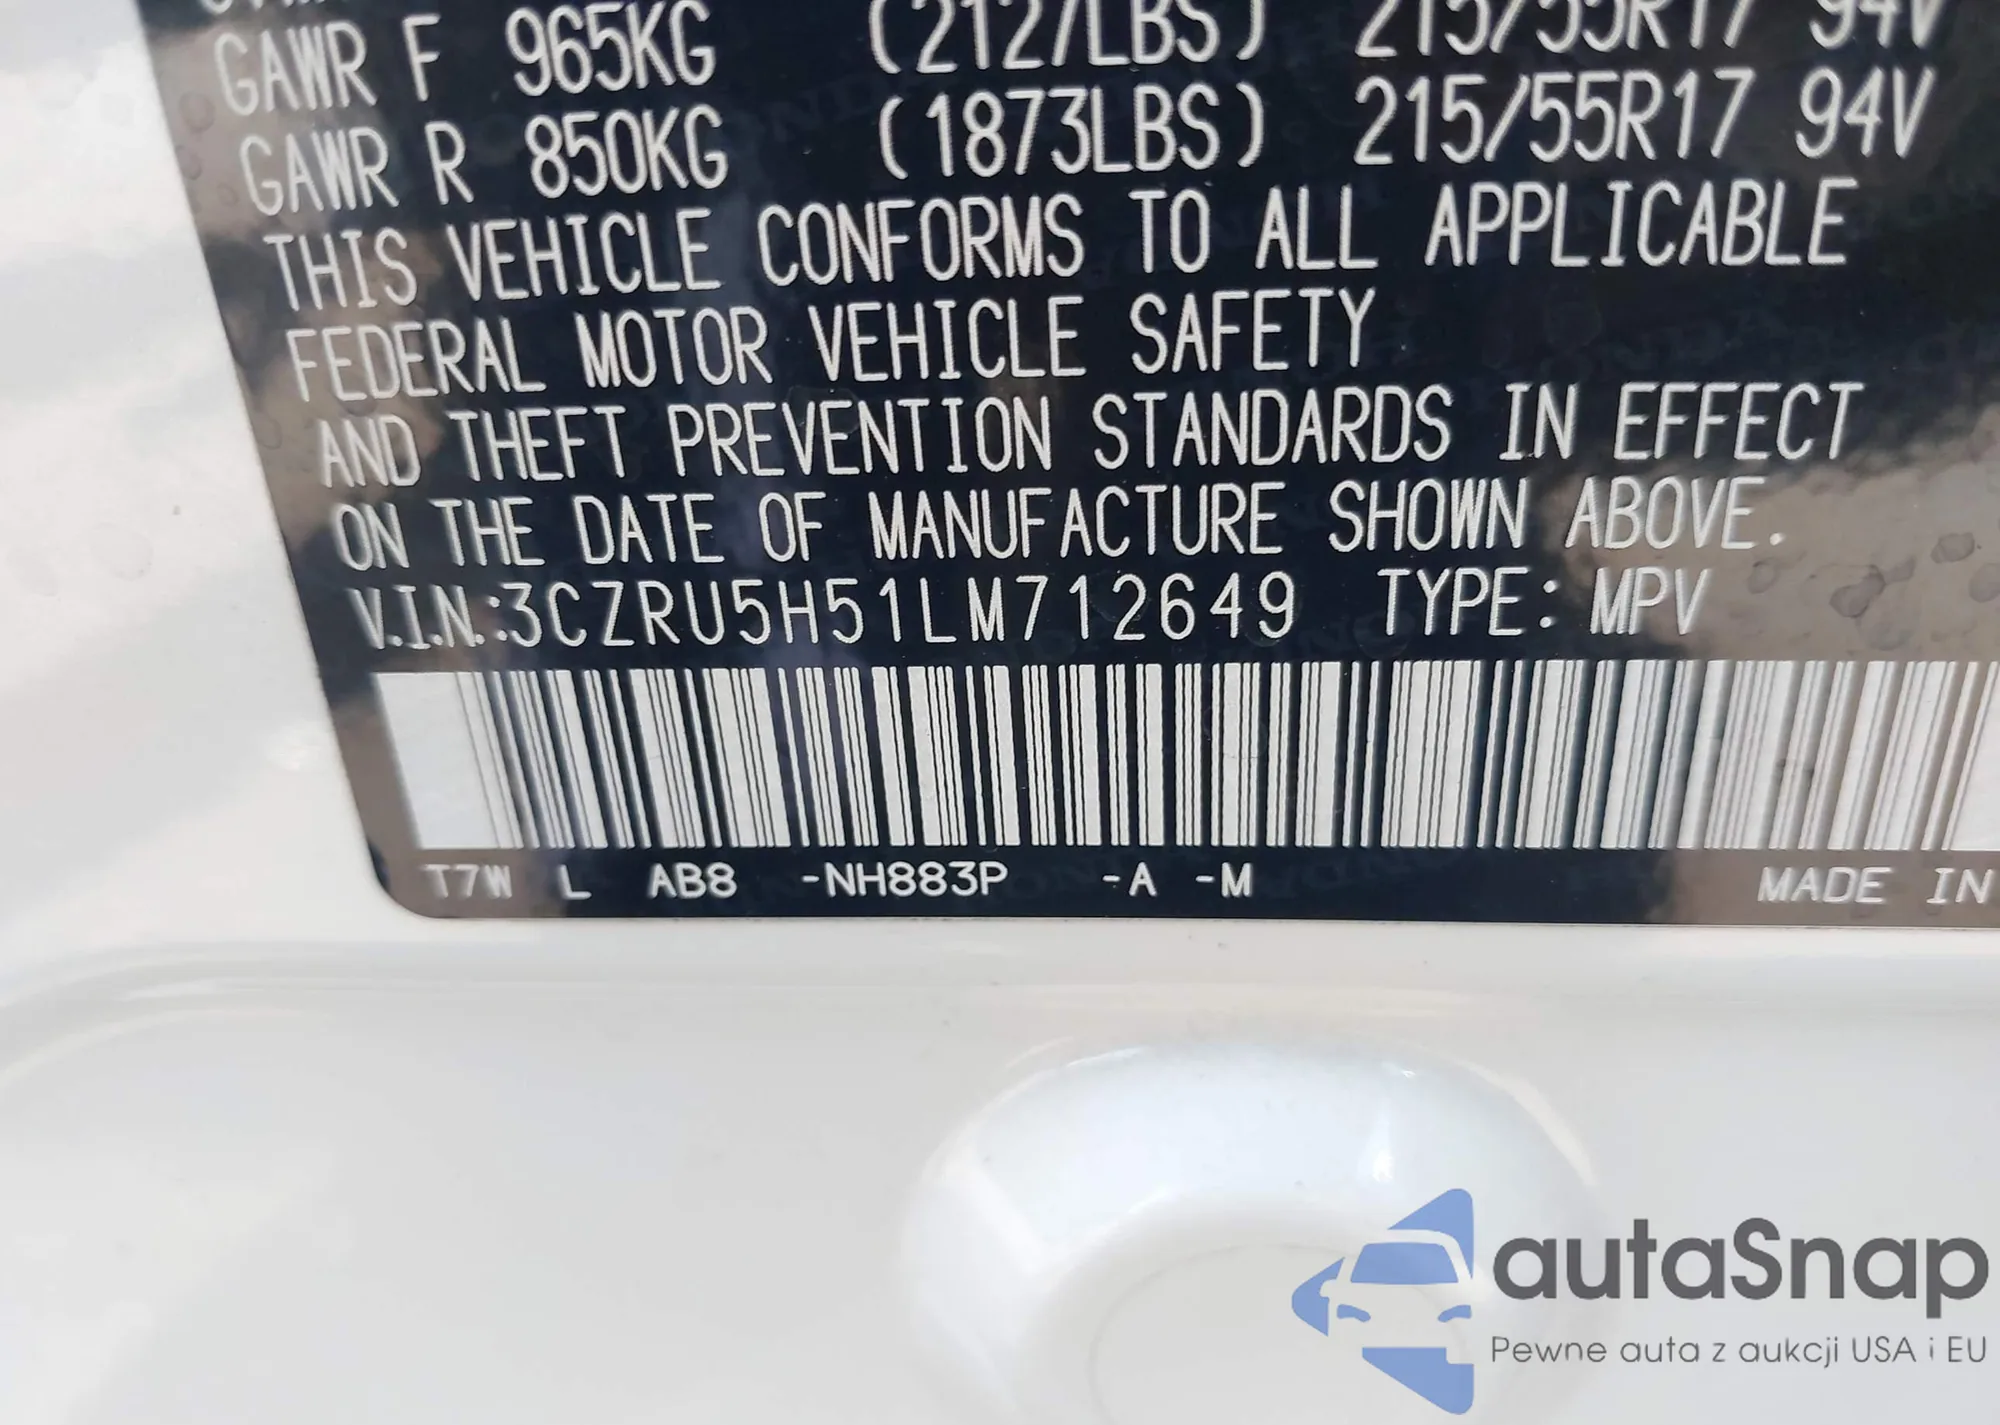 GAWR F 965KG (2127LBS) 215/55R17 94V
GAWR R 850KG (1873LBS) 215/55R17 94V
THIS VEHICLE CONFORMS TO ALL APPLICABLE
FEDERAL MOTOR VEHICLE SAFETY
AND THEFT PREVENTION STANDARDS IN EFFECT
ON THE DATE OF MANUFACTURE SHOWN ABOVE.
V.I.N.:3CZRU5H51LM712649 TYPE: MPV
T7W L AB8 -NH883P -A -M MADE IN
autaSnap
Pewne auta z aukcji USA i EU